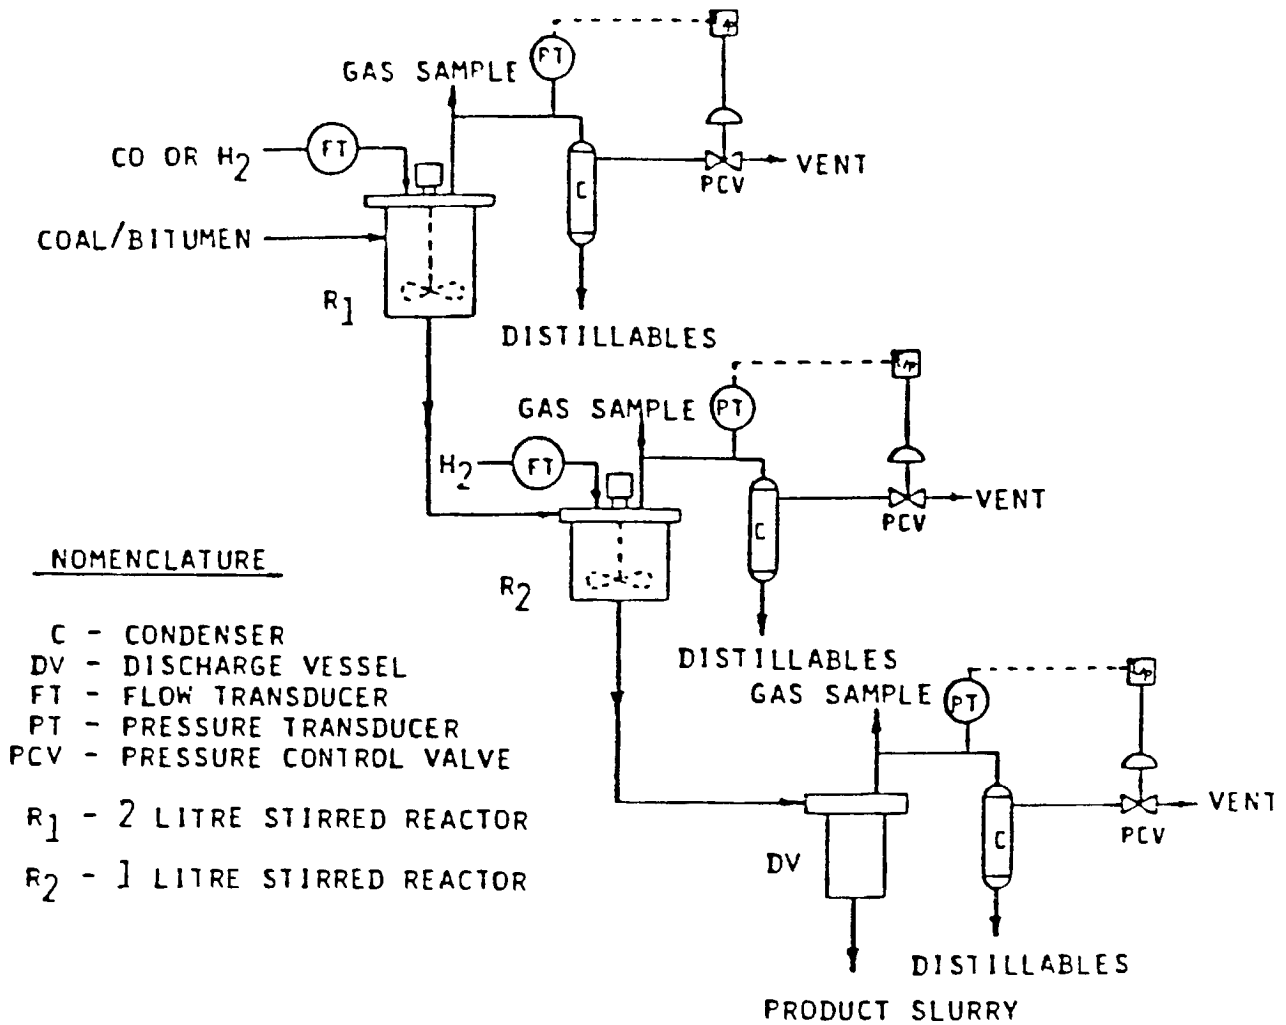 GAS SAMPLE
PT
CO OR H2
FT
C
PCV
VENT
COAL/BITUMEN
R1
DISTILLABLES
GAS SAMPLE
PT
H2
FT
C
PCV
VENT
R2
DISTILLABLES
GAS SAMPLE
PT
C
PCV
VENT
DV
DISTILLABLES
PRODUCT SLURRY
NOMENCLATURE
C - CONDENSER
DV - DISCHARGE VESSEL
FT - FLOW TRANSDUCER
PT - PRESSURE TRANSDUCER
PCV - PRESSURE CONTROL VALVE
R1 - 2 LITRE STIRRED REACTOR
R2 - 1 LITRE STIRRED REACTOR